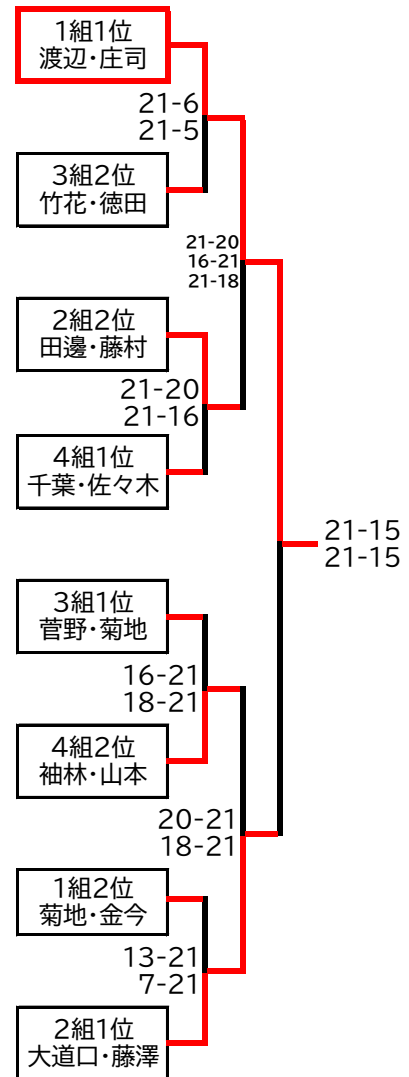 1組1位
渡辺・庄司
21-6
21-5
3組2位
竹花・徳田
21-20
16-21
21-18
2組2位
田邊・藤村
21-20
21-16
4組1位
千葉・佐々木
21-15
21-15
3組1位
菅野・菊地
16-21
18-21
4組2位
袖林・山本
20-21
18-21
1組2位
菊地・金今
13-21
7-21
2組1位
大道口・藤澤